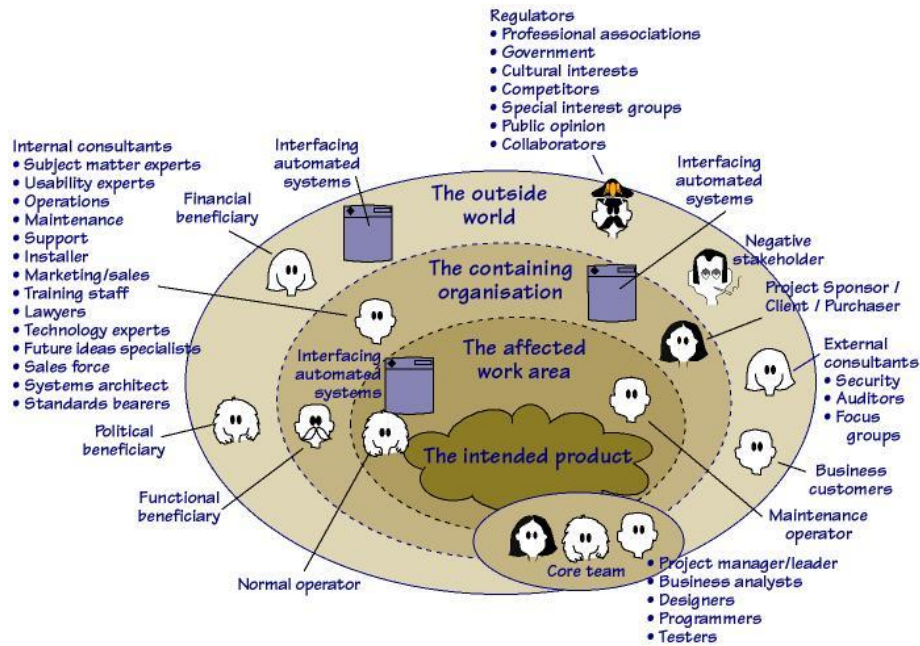 Regulators
• Professional associations
• Government
• Cultural interests
• Competitors
• Special interest groups
• Public opinion
• Collaborators
Internal consultants
• Subject matter experts
• Usability experts
• Operations
• Maintenance
• Support
• Installer
• Marketing/sales
• Training staff
• Lawyers
• Technology experts
• Future ideas specialists
• Sales force
• Systems architect
• Standards bearers
Interfacing
automated
systems
Financial
beneficiary
The outside
world
Interfacing
automated
systems
Negative
stakeholder
The containing
organisation
Project Sponsor /
Client / Purchaser
The affected
work area
Interfacing
automated
systems
External
consultants
• Security
• Auditors
• Focus
groups
Political
beneficiary
The intended product
Business
customers
Functional
beneficiary
Maintenance
operator
Normal operator
Core team
• Project manager/leader
• Business analysts
• Designers
• Programmers
• Testers